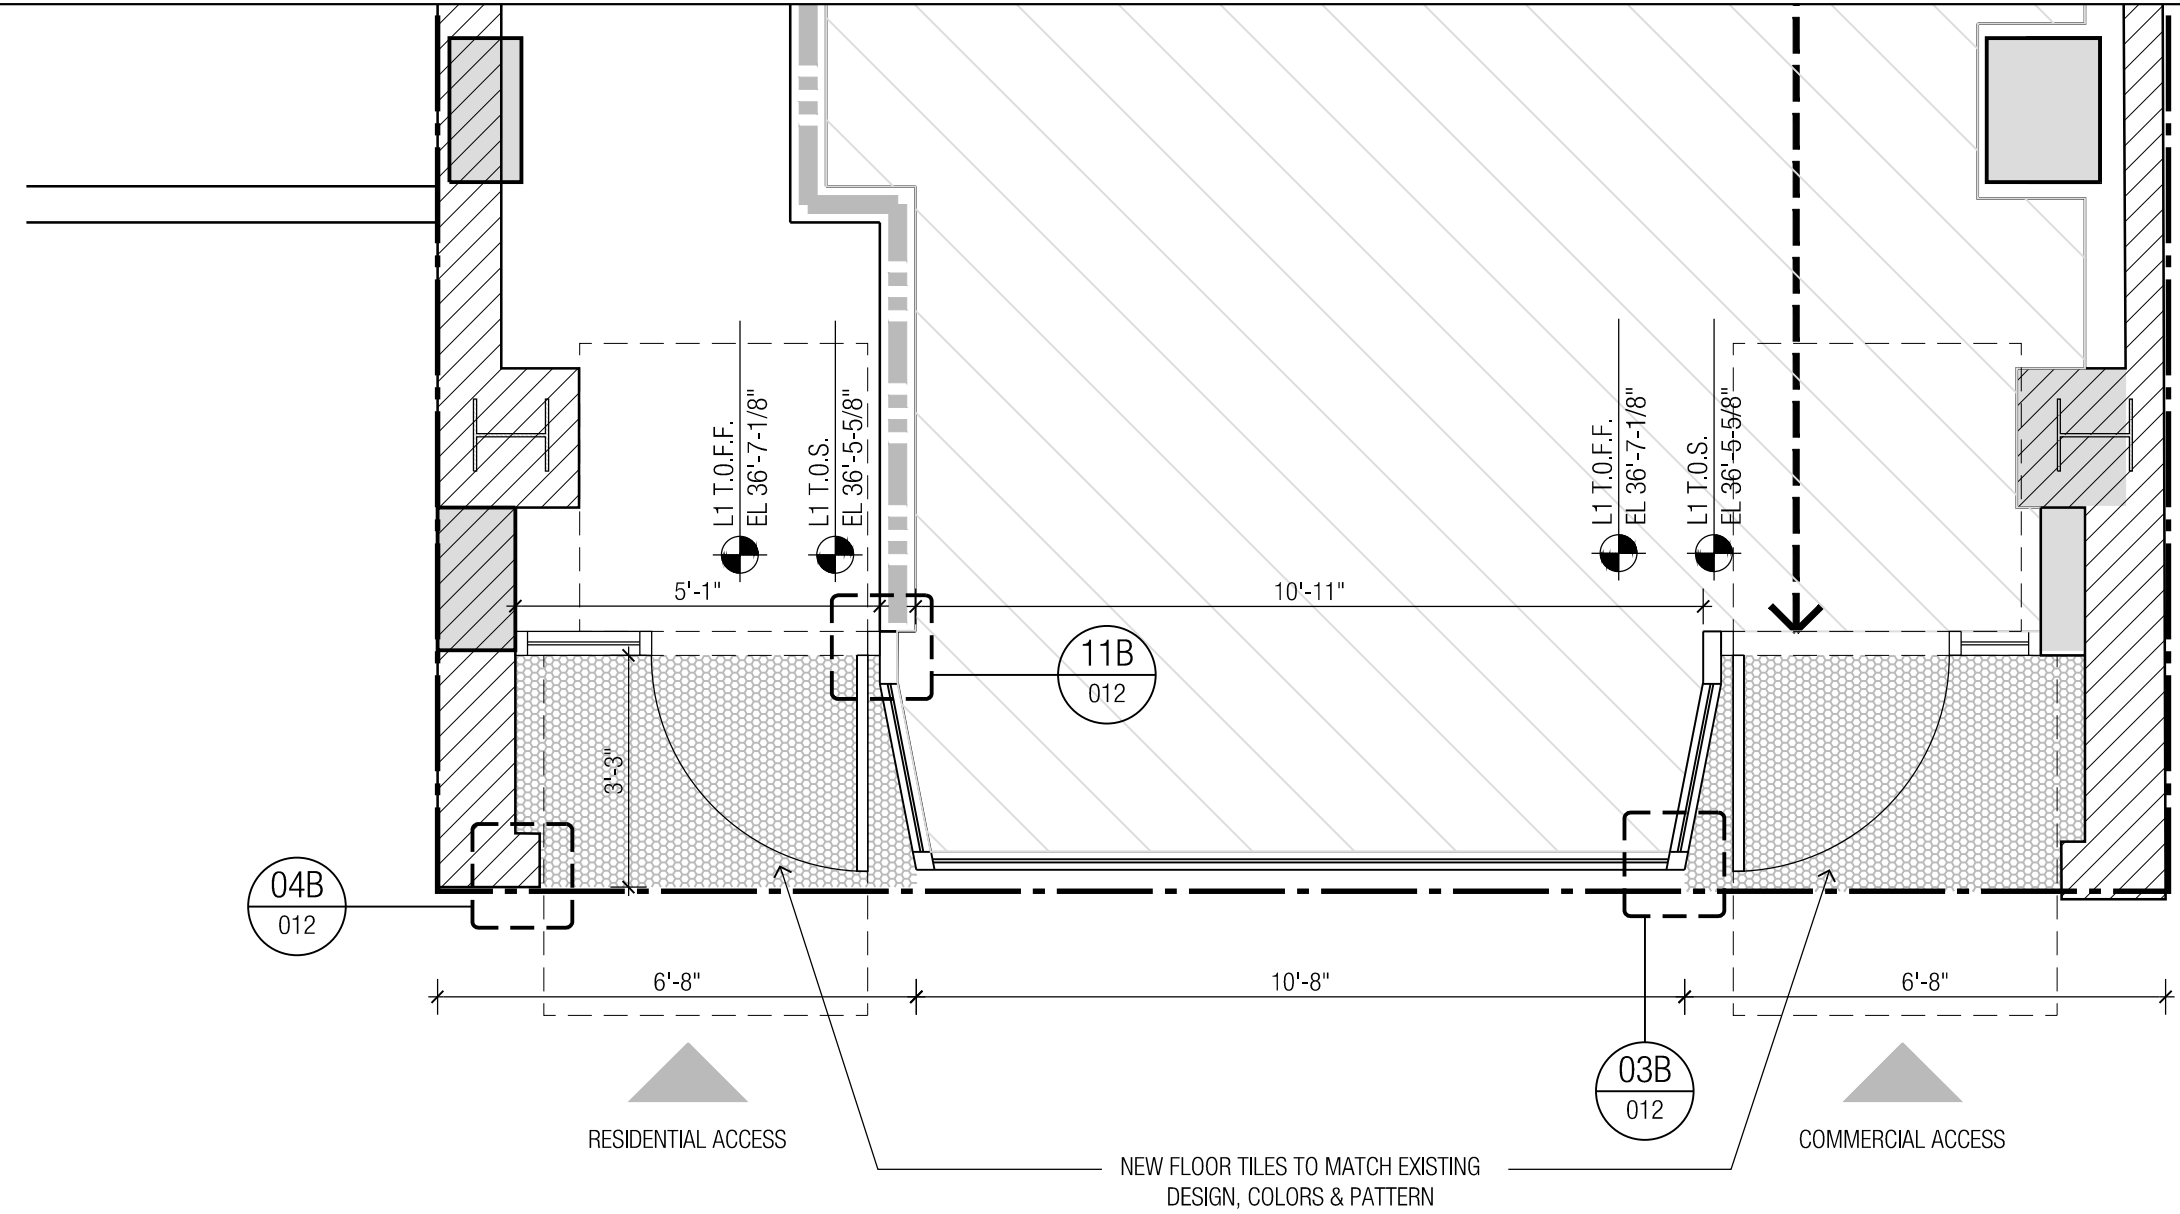 L1 T.O.F.F.
EL 36'-7-1/8"
L1 T.O.S.
EL 36'-5-5/8"
L1 T.O.F.F.
EL 36'-7-1/8"
L1 T.O.S.
EL 36'-5-5/8"
5'-1"
10'-11"
11B
012
3'-3"
04B
012
6'-8"
10'-8"
6'-8"
03B
012
RESIDENTIAL ACCESS
COMMERCIAL ACCESS
NEW FLOOR TILES TO MATCH EXISTING
DESIGN, COLORS & PATTERN